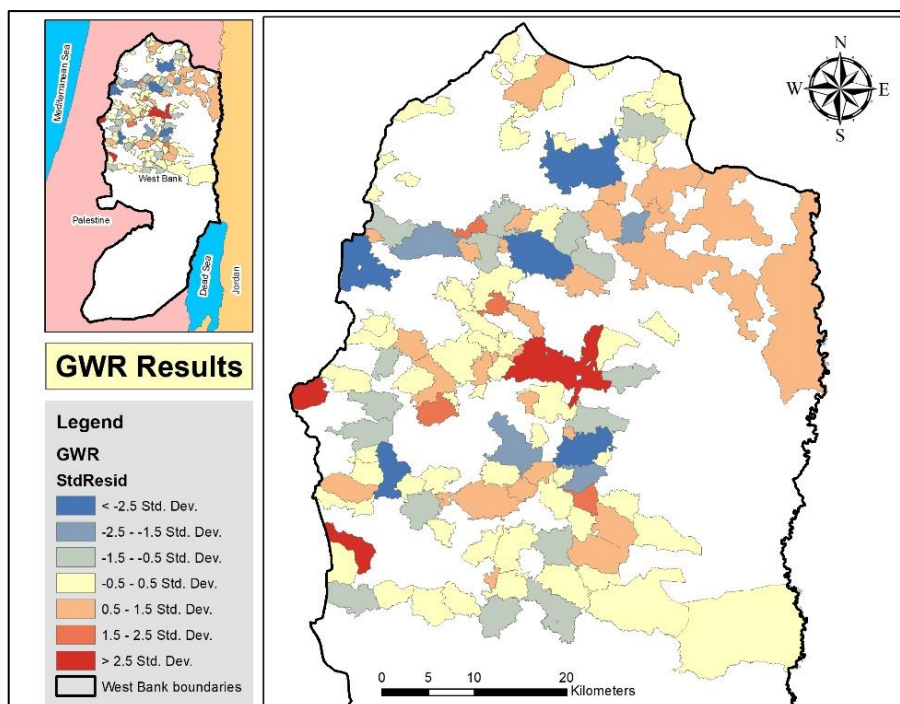 Mediterranean Sea
West Bank
Palestine
Dead Sea
Jordan
GWR Results
Legend
GWR
StdResid
< -2.5 Std. Dev.
-2.5 - -1.5 Std. Dev.
-1.5 - -0.5 Std. Dev.
-0.5 - 0.5 Std. Dev.
0.5 - 1.5 Std. Dev.
1.5 - 2.5 Std. Dev.
> 2.5 Std. Dev.
West Bank boundaries
N
W E
S
0 5 10 20
Kilometers